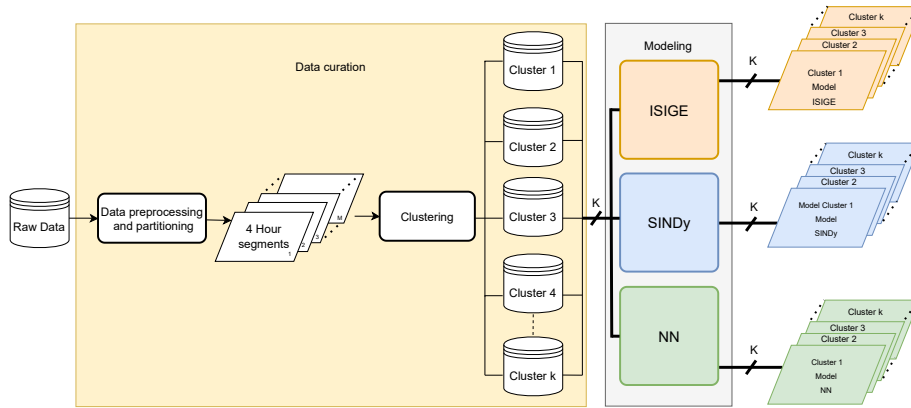 Data curation
Raw Data
Data preprocessing
and partitioning
4 Hour
segments
1
2
3
M
Clustering
Cluster 1
Cluster 2
Cluster 3
Cluster 4
Cluster k
K
Modeling
ISIGE
SINDy
NN
K
Cluster k
Cluster 3
Cluster 2
Cluster 1
Model
ISIGE
K
Cluster k
Cluster 3
Cluster 2
Model Cluster 1
Model
SINDy
K
Cluster k
Cluster 3
Cluster 2
Cluster 1
Model
NN